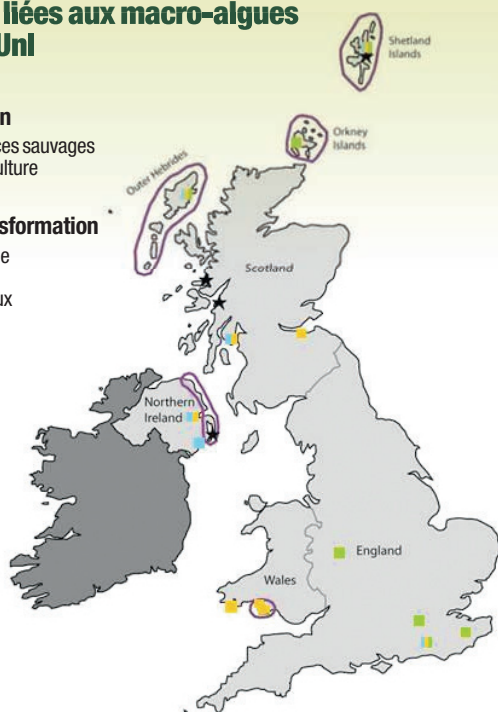 liées aux macro-algues
UnI
n
ces sauvages
ulture
sformation
e
ux
Shetland
Islands
Orkney
Islands
Outer Hebrides
Scotland
Northern
Ireland
England
Wales